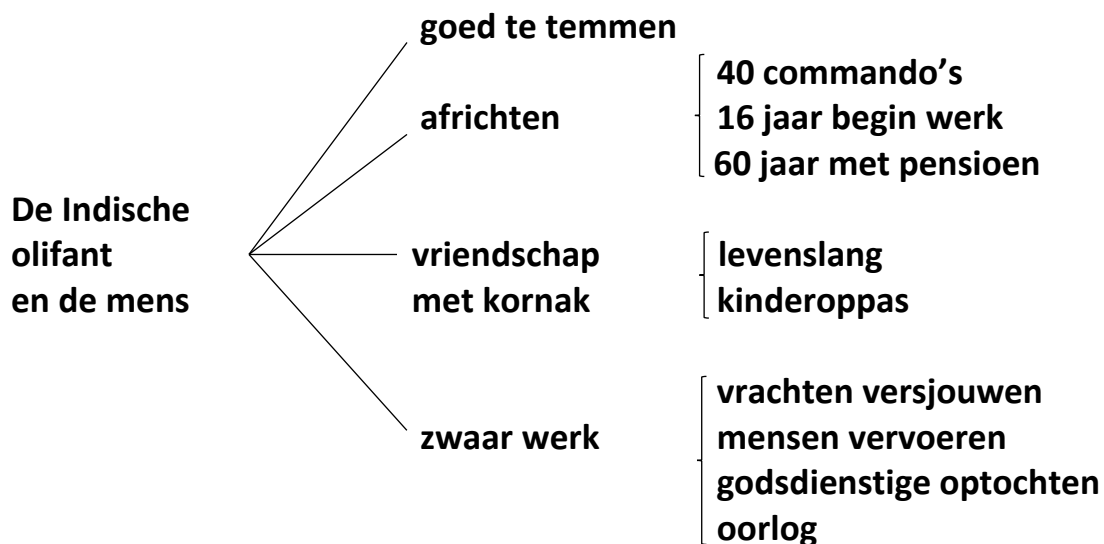 goed te temmen
africhten
40 commando’s
16 jaar begin werk
60 jaar met pensioen
De Indische
olifant
en de mens
vriendschap
met kornak
levenslang
kinderoppas
zwaar werk
vrachten versjouwen
mensen vervoeren
godsdienstige optochten
oorlog